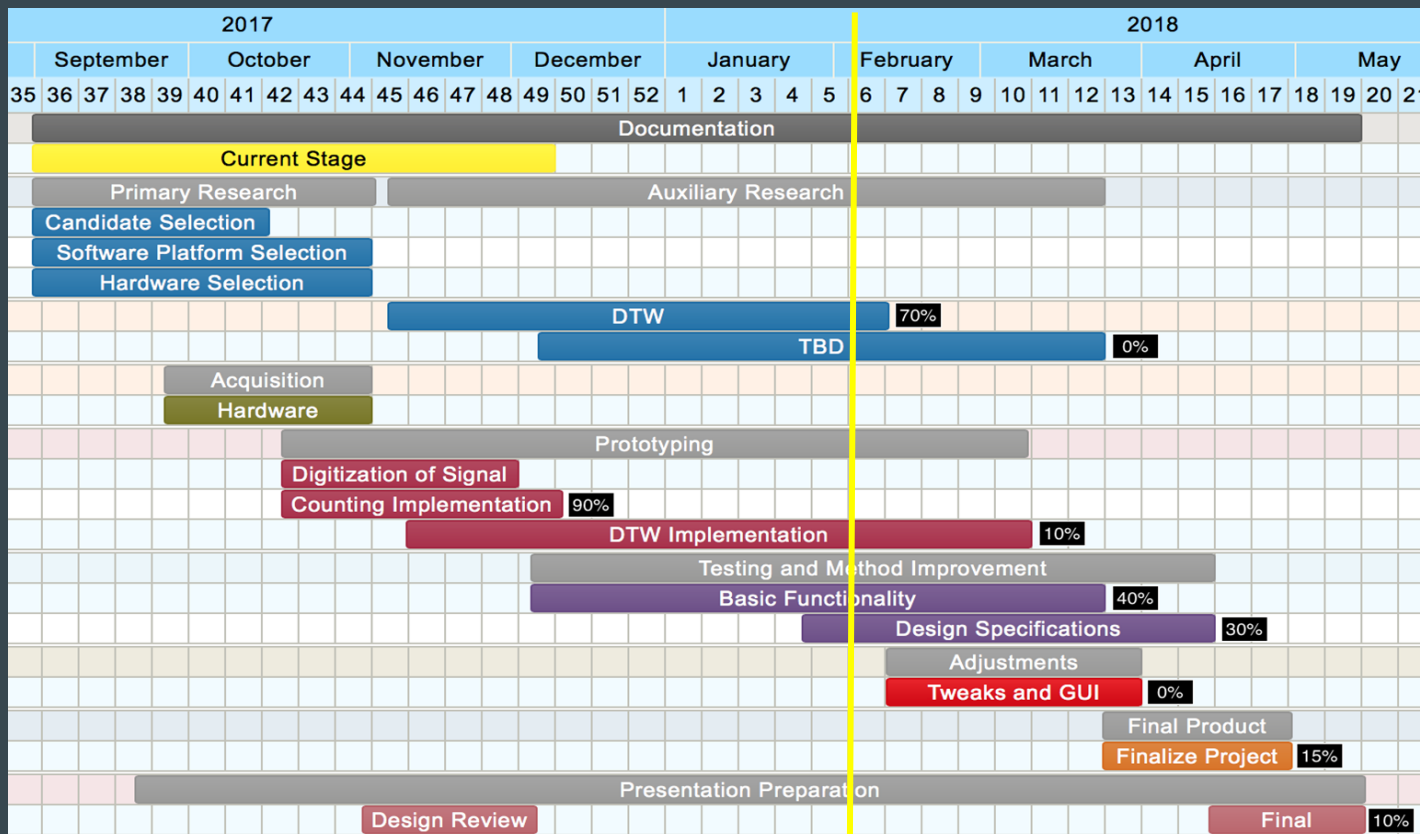 2017 2018
September October November December January February March April May
35 36 37 38 39 40 41 42 43 44 45 46 47 48 49 50 51 52 1 2 3 4 5 6 7 8 9 10 11 12 13 14 15 16 17 18 19 20
Documentation
Current Stage
Primary Research Auxiliary Research
Candidate Selection
Software Platform Selection
Hardware Selection
DTW 70%
TBD 0%
Acquisition
Hardware
Prototyping
Digitization of Signal
Counting Implementation 90%
DTW Implementation 10%
Testing and Method Improvement
Basic Functionality 40%
Design Specifications 30%
Adjustments
Tweaks and GUI 0%
Final Product
Finalize Project 15%
Presentation Preparation
Design Review Final 10%